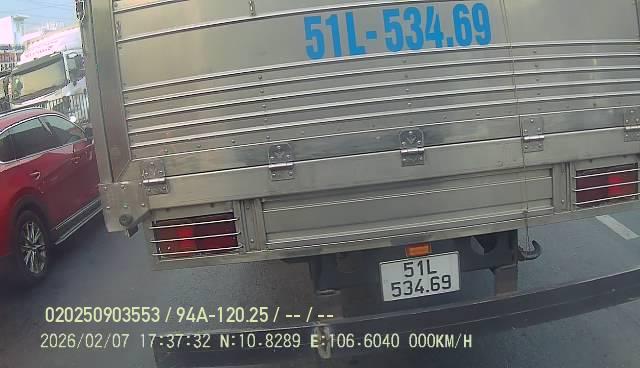 51L-534.69
51L
534.69
020250903553 / 94A-120.25 / -- / --
2026/02/07 17:37:32 N:10.8289 E:106.6040 000KM/H